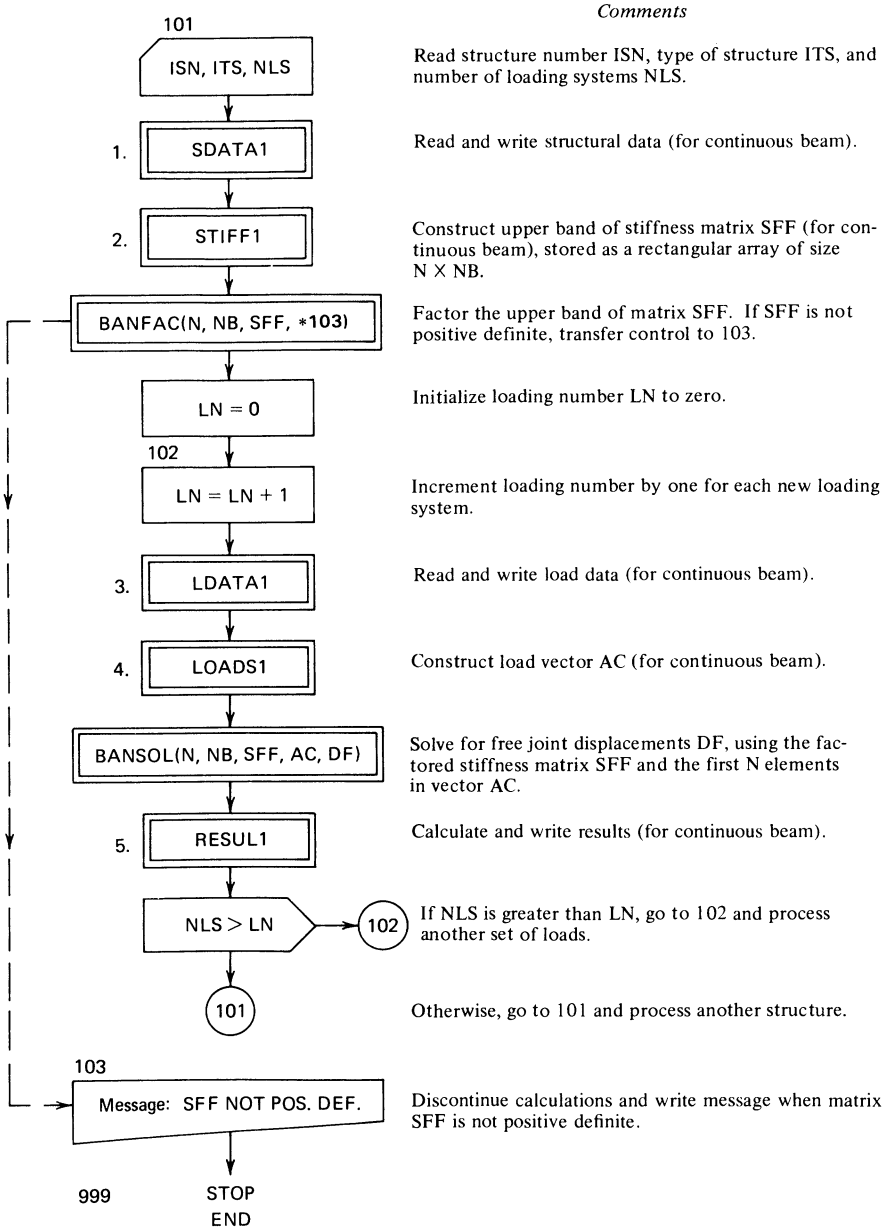 Comments
101
ISN, ITS, NLS
Read structure number ISN, type of structure ITS, and
number of loading systems NLS.
1.
SDATA1
Read and write structural data (for continuous beam).
2.
STIFF1
Construct upper band of stiffness matrix SFF (for con-
tinuous beam), stored as a rectangular array of size
N × NB.
BANFAC(N, NB, SFF, *103)
Factor the upper band of matrix SFF. If SFF is not
positive definite, transfer control to 103.
LN = 0
Initialize loading number LN to zero.
102
LN = LN + 1
Increment loading number by one for each new loading
system.
3.
LDATA1
Read and write load data (for continuous beam).
4.
LOADS1
Construct load vector AC (for continuous beam).
BANSOL(N, NB, SFF, AC, DF)
Solve for free joint displacements DF, using the fac-
tored stiffness matrix SFF and the first N elements
in vector AC.
5.
RESUL1
Calculate and write results (for continuous beam).
NLS > LN
102
If NLS is greater than LN, go to 102 and process
another set of loads.
101
Otherwise, go to 101 and process another structure.
103
Message: SFF NOT POS. DEF.
Discontinue calculations and write message when matrix
SFF is not positive definite.
999
STOP
END